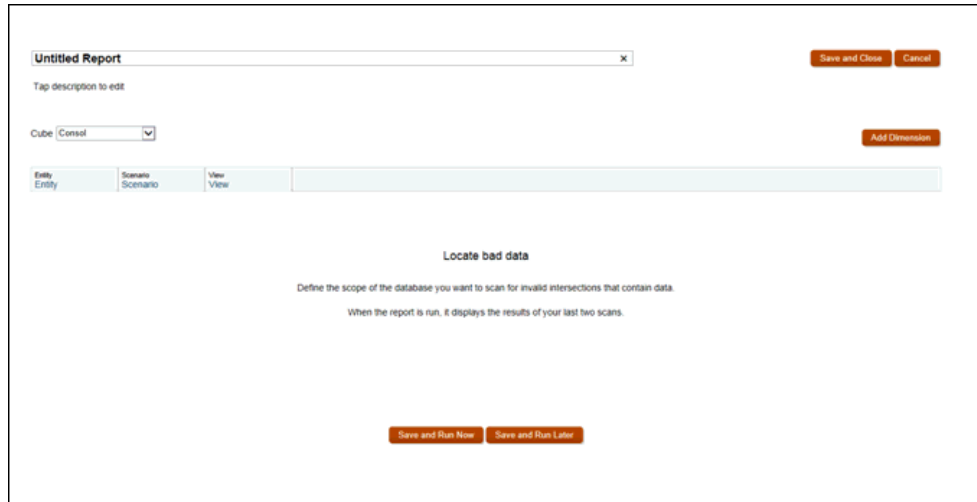 Untitled Report ×
Save and Close Cancel
Tap description to edit
Cube Consol
Add Dimension
Entity Scenario View
Entity Scenario View
Locate bad data
Define the scope of the database you want to scan for invalid intersections that contain data.
When the report is run, it displays the results of your last two scans.
Save and Run Now Save and Run Later